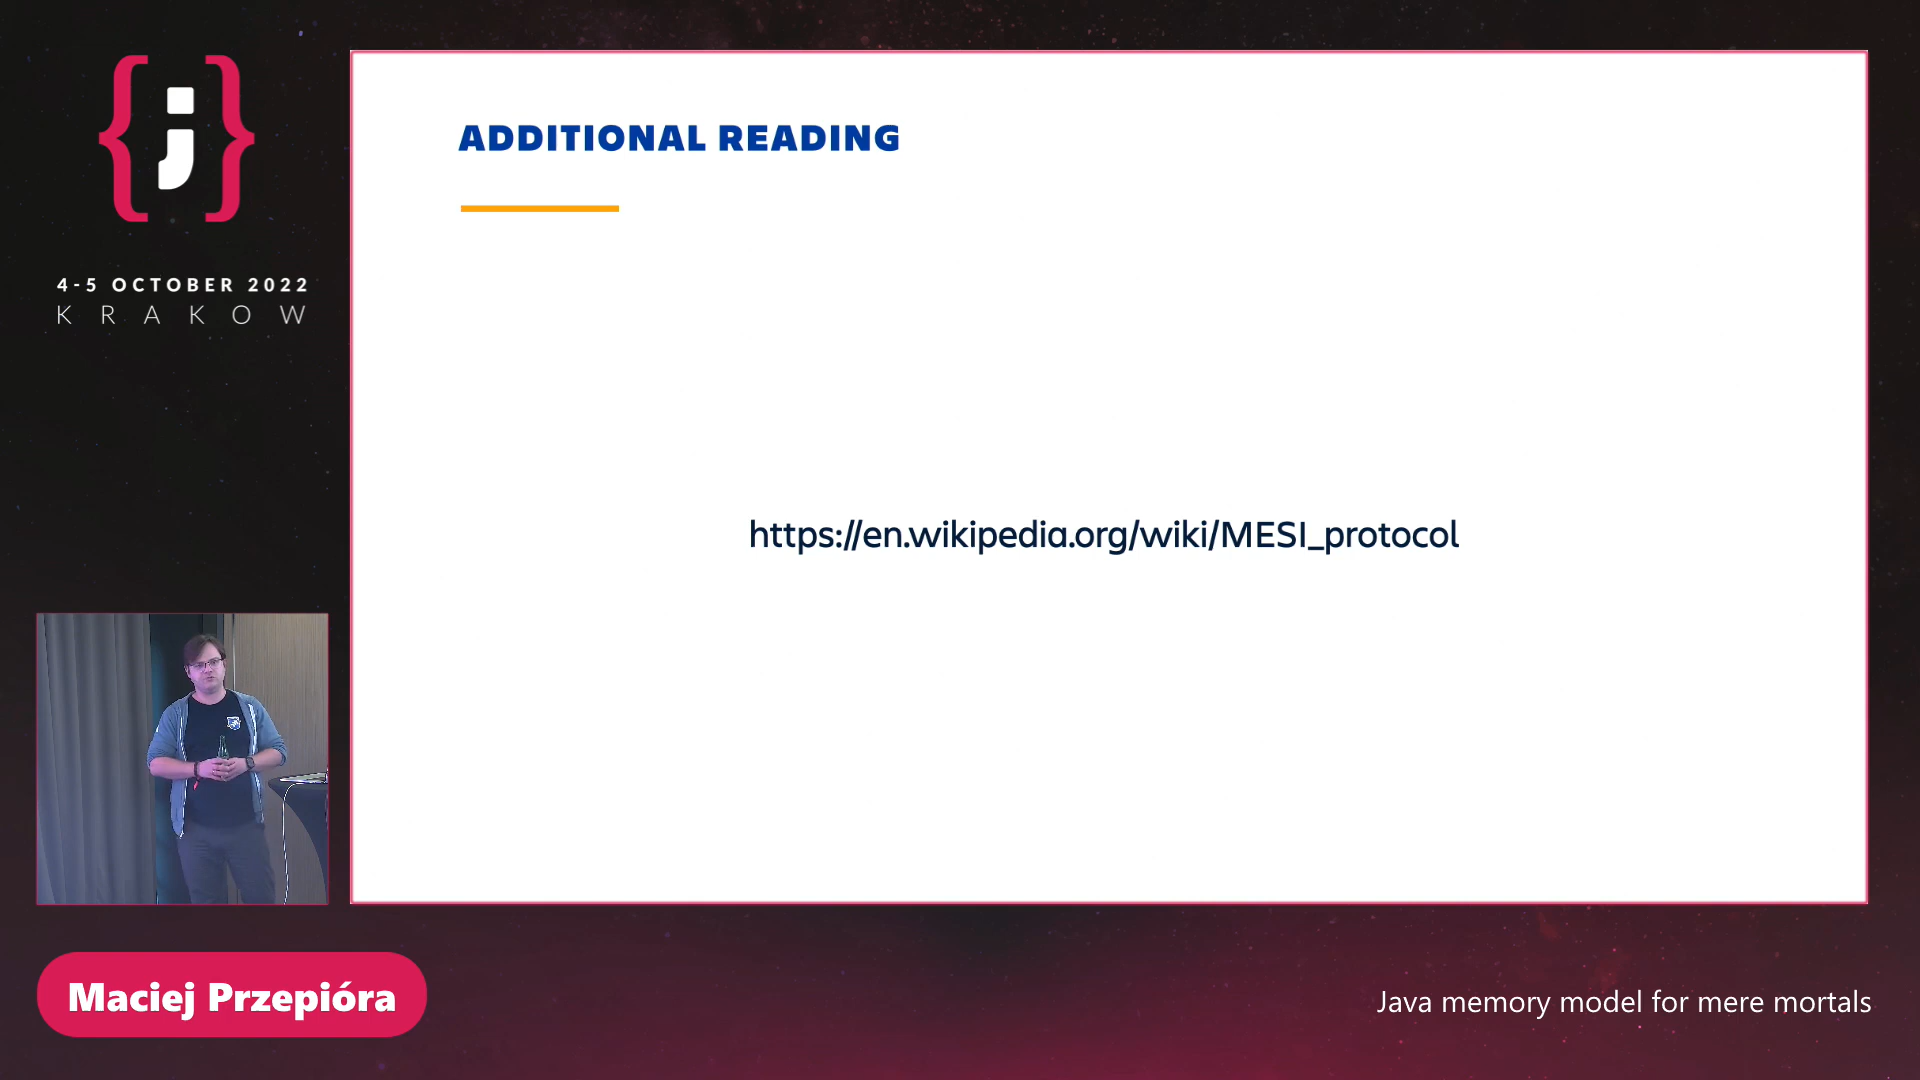 {j}
4-5 OCTOBER 2022
KRAKOW
ADDITIONAL READING
https://en.wikipedia.org/wiki/MESI_protocol
Maciej Przepióra
Java memory model for mere mortals